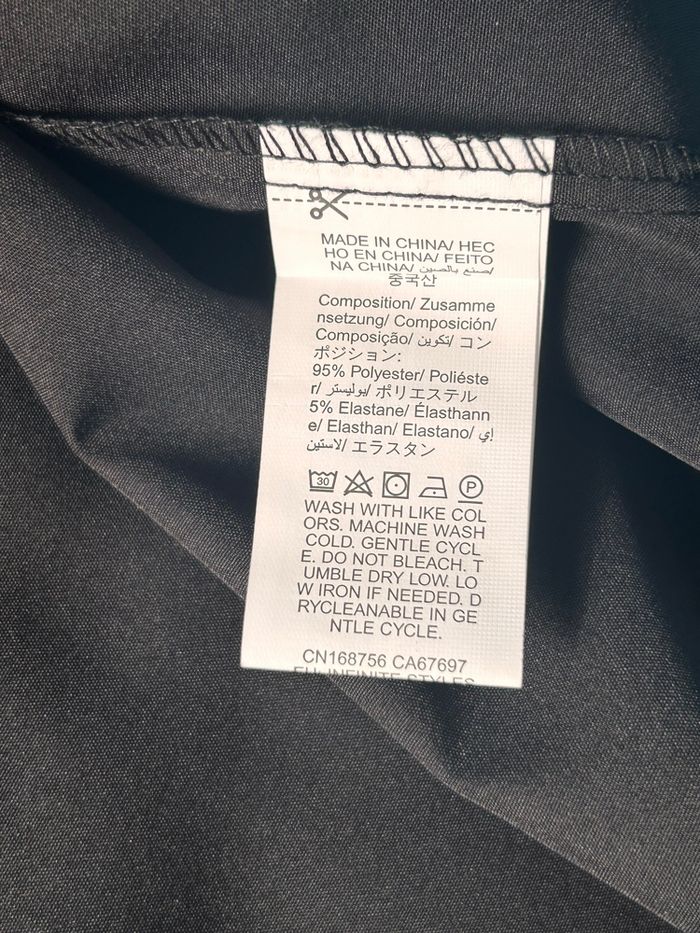 MADE IN CHINA/ HEC
HO EN CHINA/ FEITO
NA CHINA/ صنع بالصين/
중국산
Composition/ Zusamme
nsetzung/ Composición/
Composição/ تكوين/ コン
ポジション:
95% Polyester/ Poliéste
r/ بوليستر/ ポリエステル
5% Elastane/ Élasthann
e/ Elasthan/ Elastano/ إي
لاستين/ エラスタン
30 P
WASH WITH LIKE COL
ORS. MACHINE WASH
COLD. GENTLE CYCL
E. DO NOT BLEACH. T
UMBLE DRY LOW. LO
W IRON IF NEEDED. D
RYCLEANABLE IN GE
NTLE CYCLE.
CN168756 CA67697
EU-INFINITE STYLES